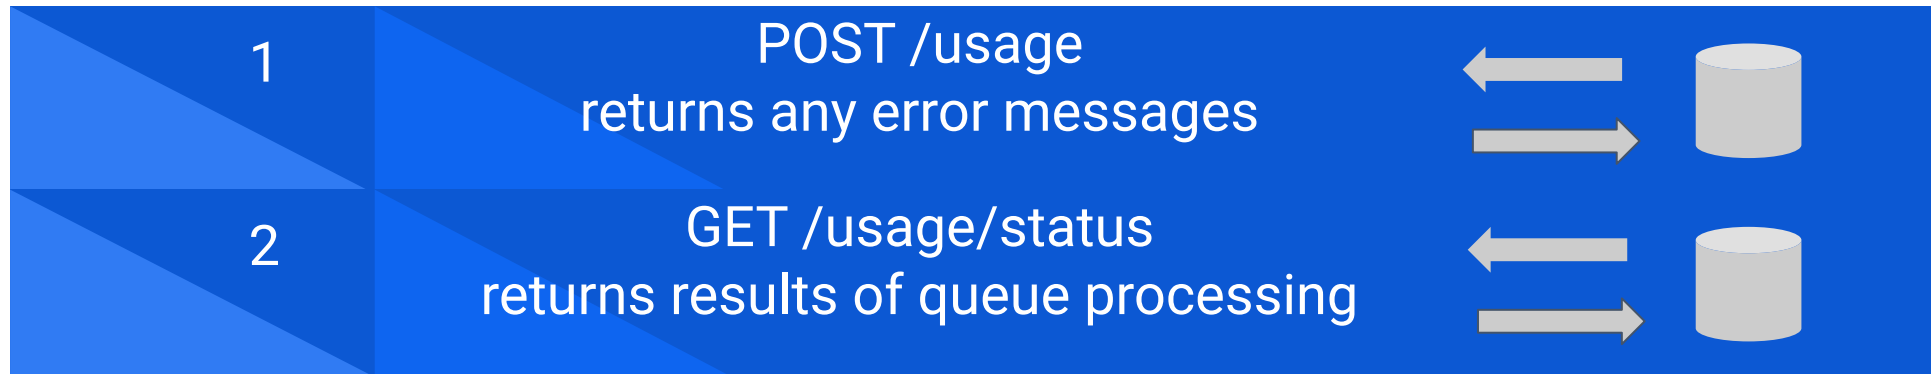 1
POST /usage
returns any error messages
2
GET /usage/status
returns results of queue processing